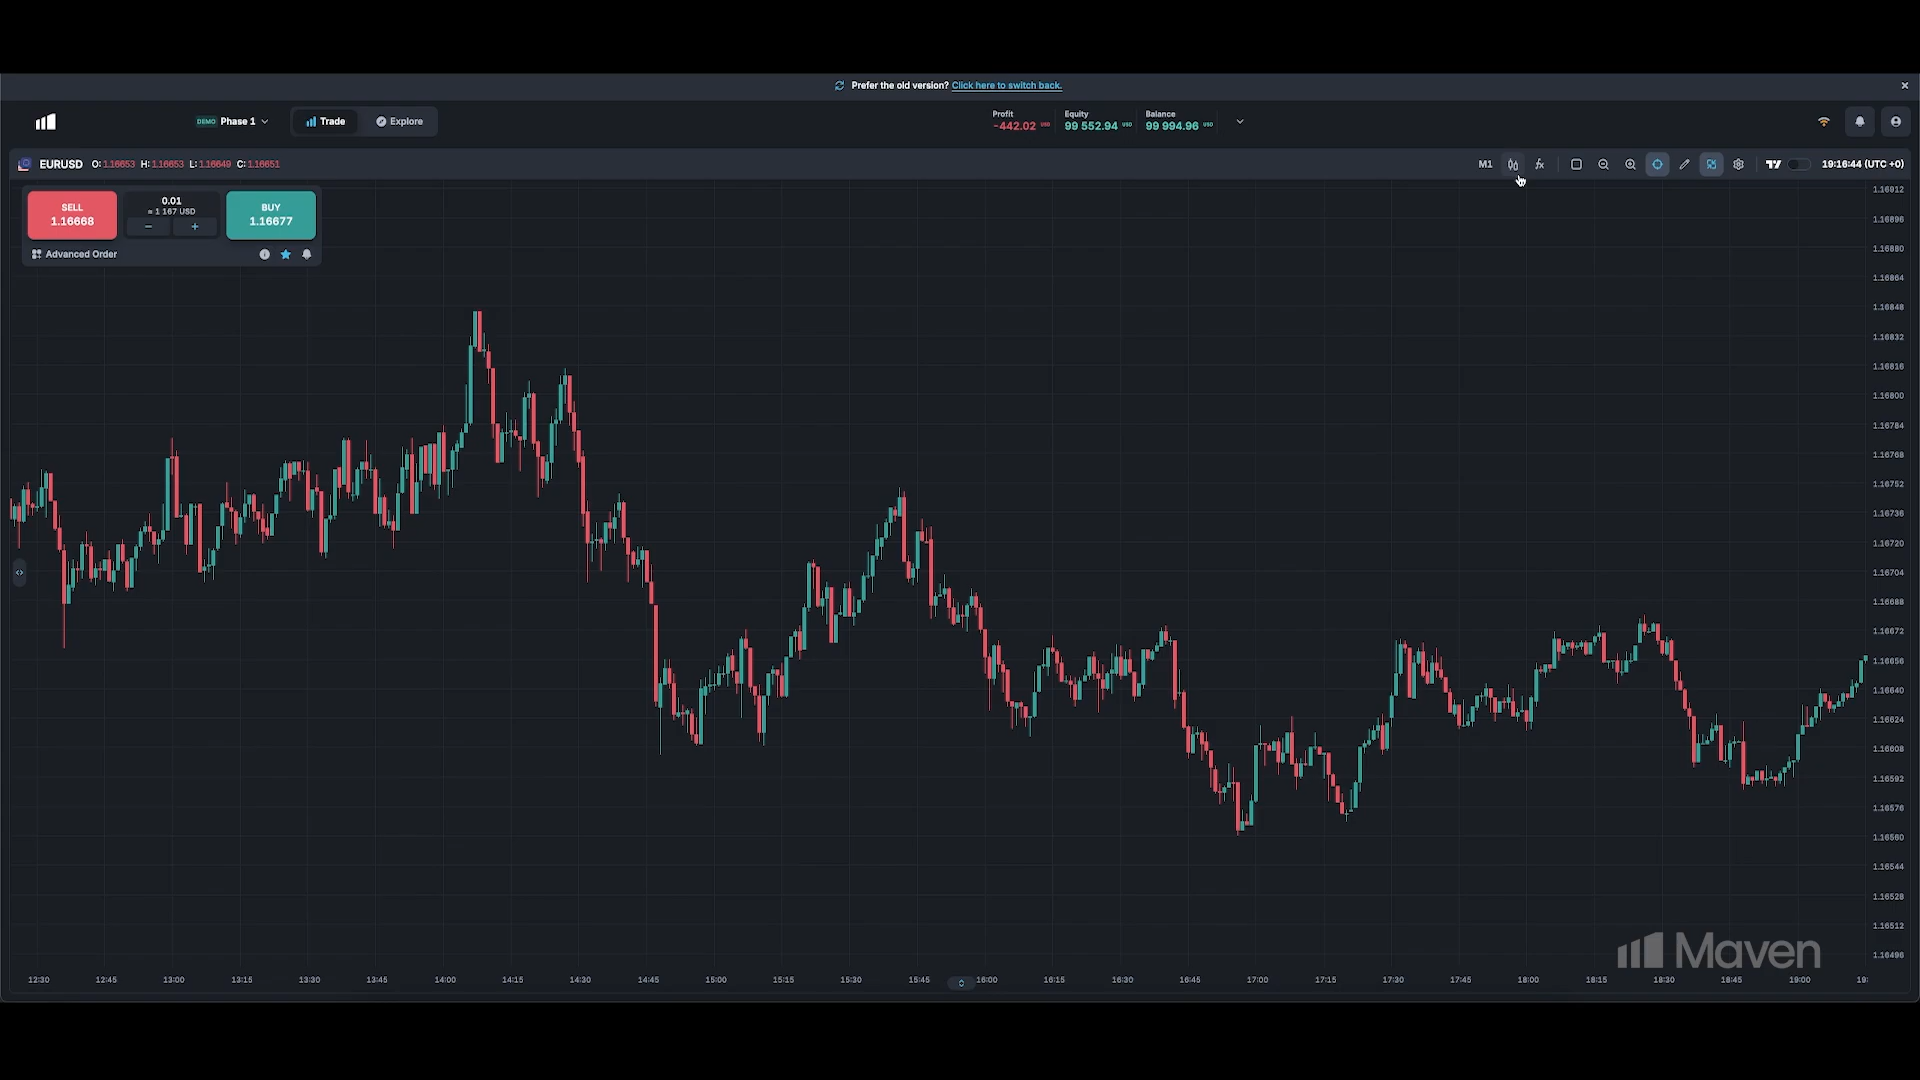 Prefer the old version? Click here to switch back.
DEMO Phase 1
Trade
Explore
Profit
-442.02 USD
Equity
99 552.94 USD
Balance
99 994.96 USD
EURUSD O: 1.16653 H: 1.16653 L: 1.16649 C: 1.16651
M1
19:16:44 (UTC +0)
SELL
1.16668
0.01
≈ 1 167 USD
BUY
1.16677
Advanced Order
1.16912
1.16896
1.16880
1.16864
1.16848
1.16832
1.16816
1.16800
1.16784
1.16768
1.16752
1.16736
1.16720
1.16704
1.16688
1.16672
1.16656
1.16640
1.16624
1.16608
1.16592
1.16576
1.16560
1.16544
1.16528
1.16512
1.16496
Maven
12:30 12:45 13:00 13:15 13:30 13:45 14:00 14:15 14:30 14:45 15:00 15:15 15:30 15:45 16:00 16:15 16:30 16:45 17:00 17:15 17:30 17:45 18:00 18:15 18:30 18:45 19:00 19: